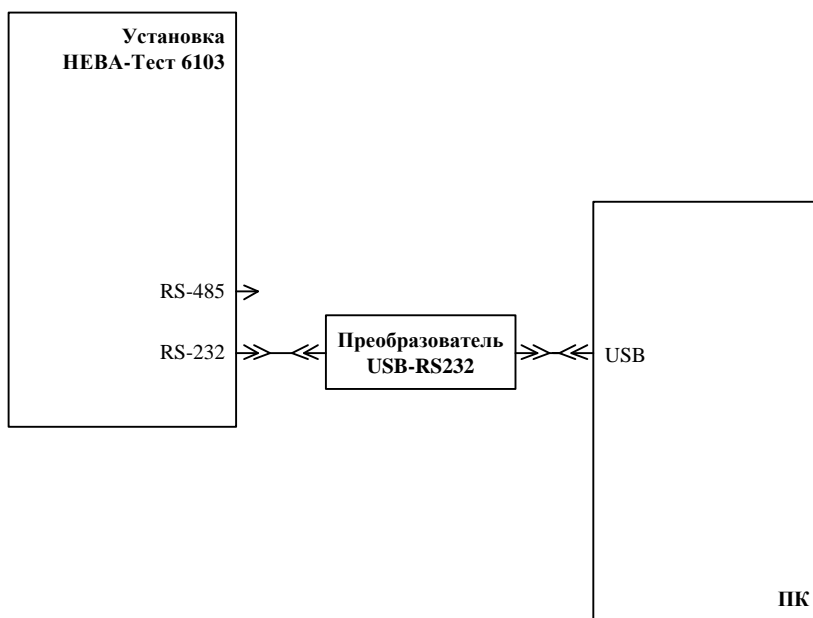 Установка
НЕВА-Тест 6103
RS-485
RS-232
Преобразователь
USB-RS232
USB
ПК